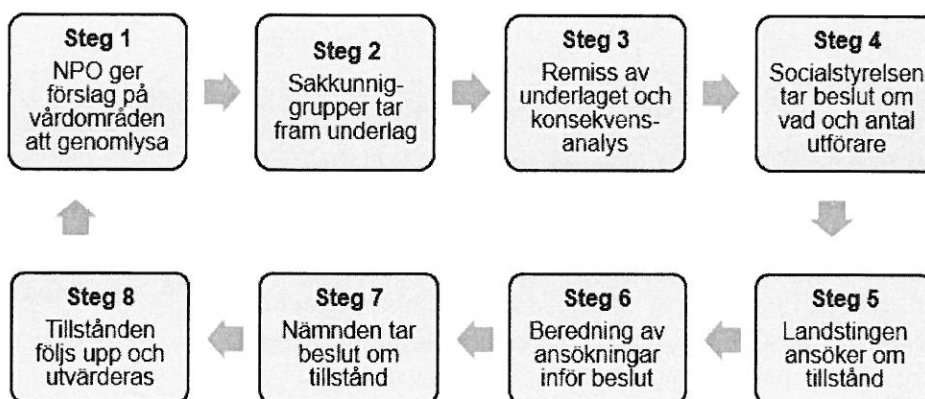 Steg 1
NPO ger
förslag på
vårdområden
att genomlysa
Steg 2
Sakkunnig-
grupper tar
fram underlag
Steg 3
Remiss av
underlaget och
konsekvens-
analys
Steg 4
Socialstyrelsen
tar beslut om
vad och antal
utförare
Steg 5
Landstingen
ansöker om
tillstånd
Steg 6
Beredning av
ansökningar
inför beslut
Steg 7
Nämnden tar
beslut om
tillstånd
Steg 8
Tillstånden
följs upp och
utvärderas